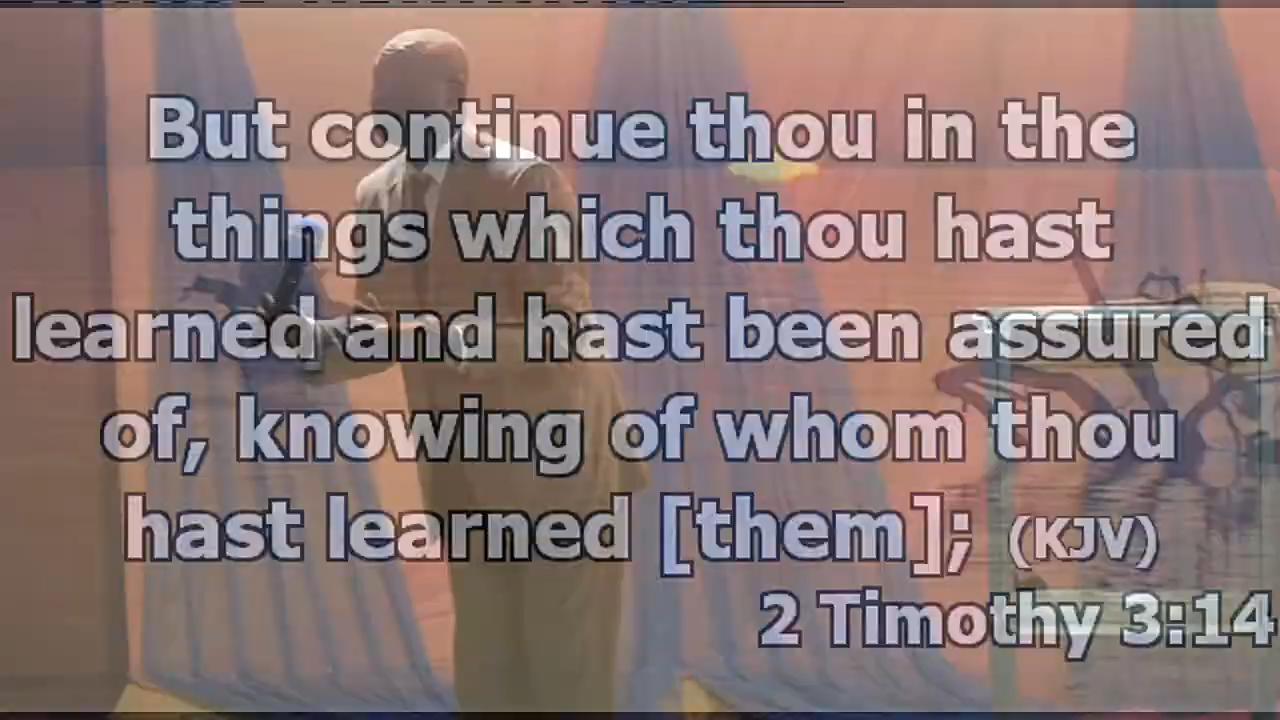 But continue thou in the
things which thou hast
learned and hast been assured
of, knowing of whom thou
hast learned [them]; (KJV)
2 Timothy 3:14